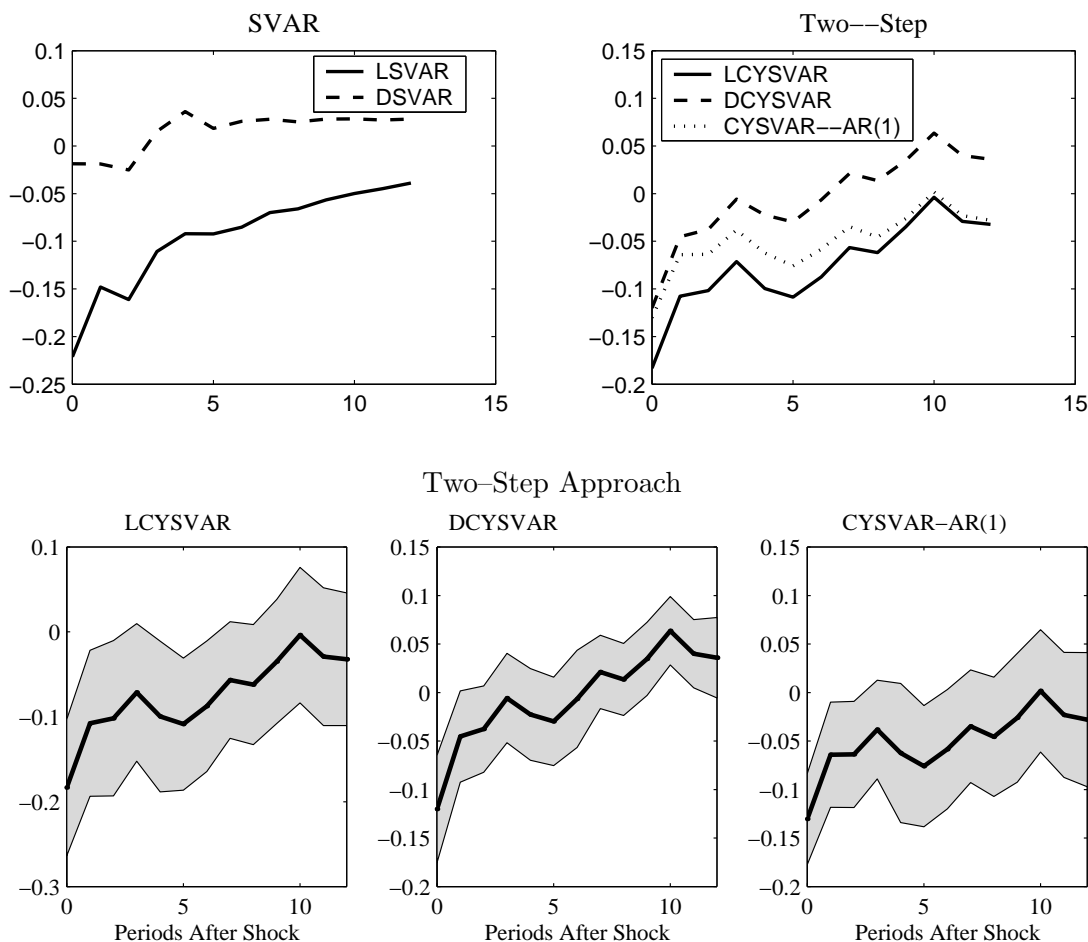 SVAR
0.1
0.05
0
−0.05
−0.1
−0.15
−0.2
−0.25
0 5 10 15
LSVAR
DSVAR
Two−−Step
0.15
0.1
0.05
0
−0.05
−0.1
−0.15
−0.2
0 5 10 15
LCYSVAR
DCYSVAR
CYSVAR−−AR(1)
Two–Step Approach
LCYSVAR
0.1
0
−0.1
−0.2
−0.3
0 5 10
Periods After Shock
DCYSVAR
0.15
0.1
0.05
0
−0.05
−0.1
−0.15
−0.2
0 5 10
Periods After Shock
CYSVAR−AR(1)
0.15
0.1
0.05
0
−0.05
−0.1
−0.15
−0.2
0 5 10
Periods After Shock